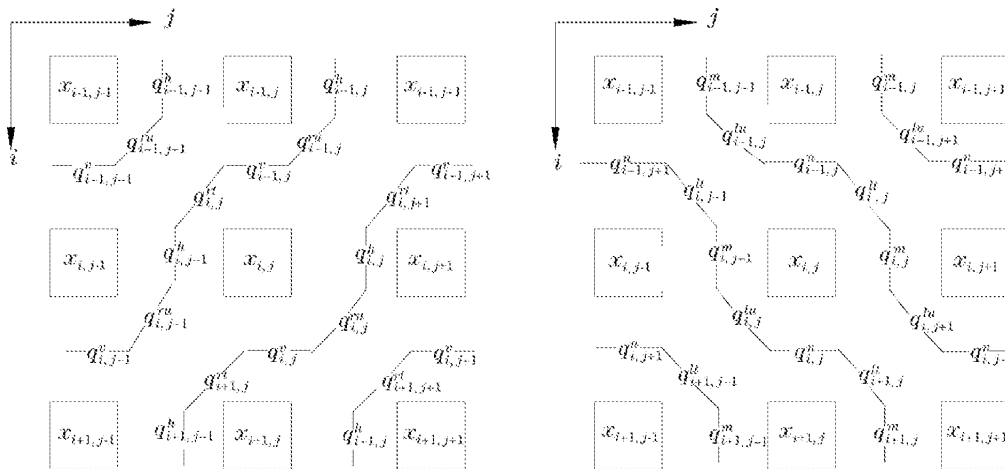 j
i
x_{i-1,j-1} q^h_{i-1,j-1} x_{i-1,j} q^h_{i-1,j} x_{i-1,j+1}
q^{ru}_{i-1,j-1} q^{ru}_{i-1,j}
q^v_{i-1,j-1} q^v_{i-1,j} q^v_{i-1,j+1}
q^{rl}_{i,j} q^{rl}_{i,j+1}
x_{i,j-1} q^h_{i,j-1} x_{i,j} q^h_{i,j} x_{i,j+1}
q^{ru}_{i,j-1} q^{ru}_{i,j}
q^v_{i,j-1} q^v_{i,j} q^v_{i,j-1}
q^{rl}_{i+1,j} q^{rl}_{i+1,j+1}
x_{i+1,j-1} q^h_{i+1,j-1} x_{i+1,j} q^h_{i+1,j} x_{i+1,j+1}
j
i
x_{i-1,j-1} q^m_{i-1,j-1} x_{i-1,j} q^m_{i-1,j} x_{i-1,j+1}
q^{lu}_{i-1,j} q^{lu}_{i-1,j+1}
q^n_{i-1,j+1} q^n_{i-1,j} q^n_{i-1,j+}
q^{ll}_{i,j-1} q^{ll}_{i,j}
x_{i,j-1} q^m_{i,j-1} x_{i,j} q^m_{i,j} x_{i,j+1}
q^{lu}_{i,j} q^{lu}_{i,j+1}
q^n_{i,j+1} q^n_{i,j} q^n_{i,j-}
q^{ll}_{i+1,j-1} q^{ll}_{i+1,j}
x_{i+1,j-1} q^m_{i+1,j-1} x_{i+1,j} q^m_{i+1,j} x_{i+1,j+1}